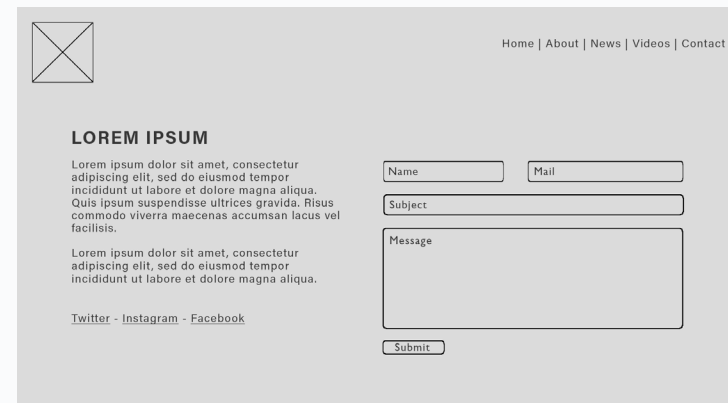 Home | About | News | Videos | Contact
LOREM IPSUM
Lorem ipsum dolor sit amet, consectetur
adipiscing elit, sed do eiusmod tempor
incididunt ut labore et dolore magna aliqua.
Quis ipsum suspendisse ultrices gravida. Risus
commodo viverra maecenas accumsan lacus vel
facilisis.
Lorem ipsum dolor sit amet, consectetur
adipiscing elit, sed do eiusmod tempor
incididunt ut labore et dolore magna aliqua.
Twitter - Instagram - Facebook
Name
Mail
Subject
Message
Submit